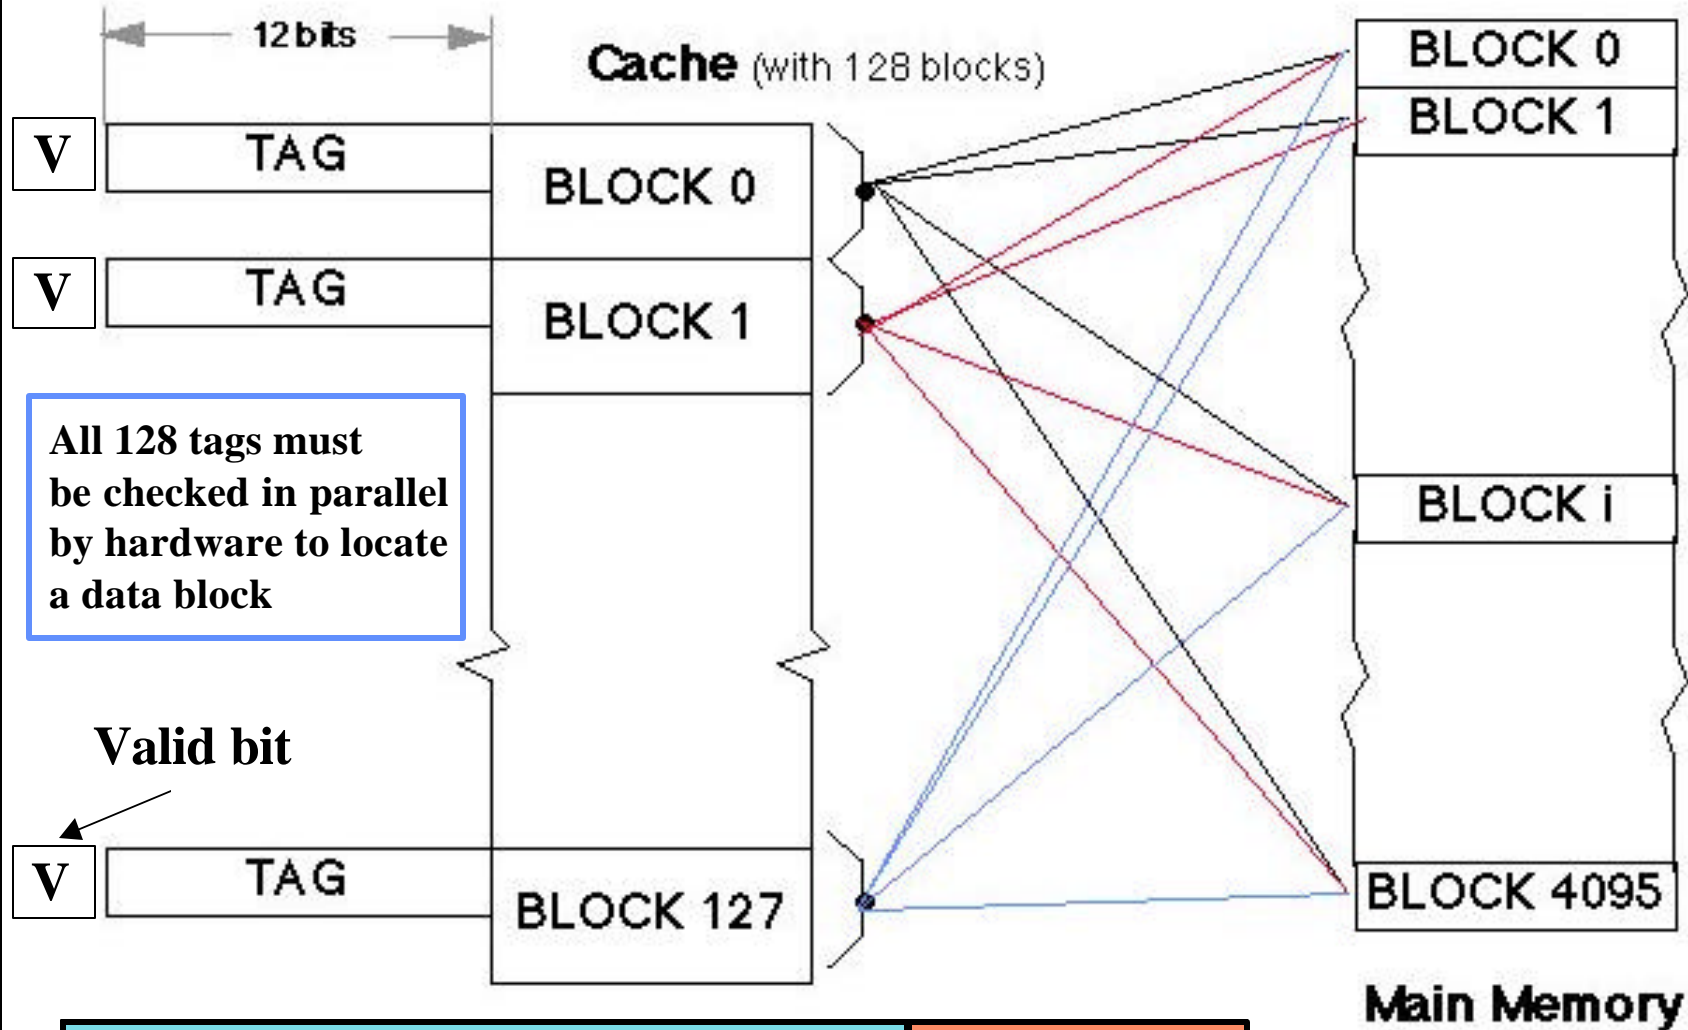 12 bits
Cache (with 128 blocks)
BLOCK 0
BLOCK 1
V
TAG
BLOCK 0
V
TAG
BLOCK 1
All 128 tags must
be checked in parallel
by hardware to locate
a data block
BLOCK i
Valid bit
V
TAG
BLOCK 127
BLOCK 4095
Main Memory